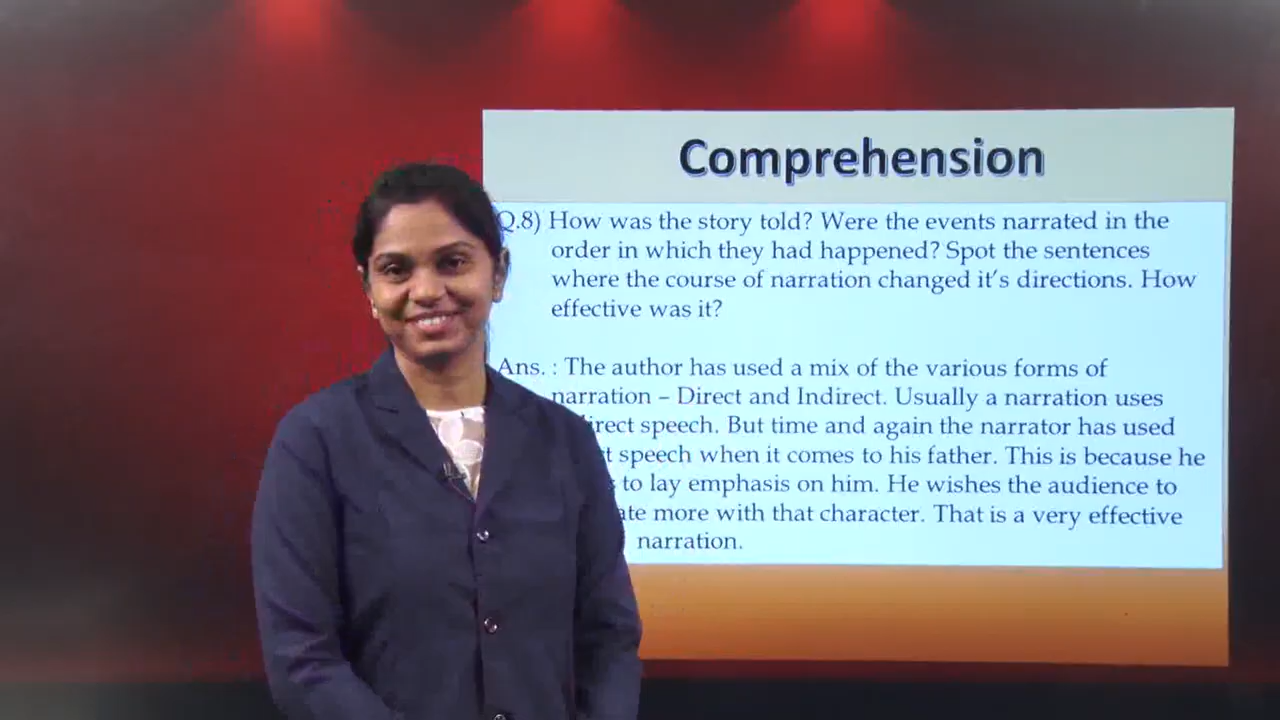 Comprehension
Q.8) How was the story told? Were the events narrated in the
order in which they had happened? Spot the sentences
where the course of narration changed it's directions. How
effective was it?
Ans. : The author has used a mix of the various forms of
narration – Direct and Indirect. Usually a narration uses
speech. But time and again the narrator has used
speech when it comes to his father. This is because he
to lay emphasis on him. He wishes the audience to
more with that character. That is a very effective
narration.